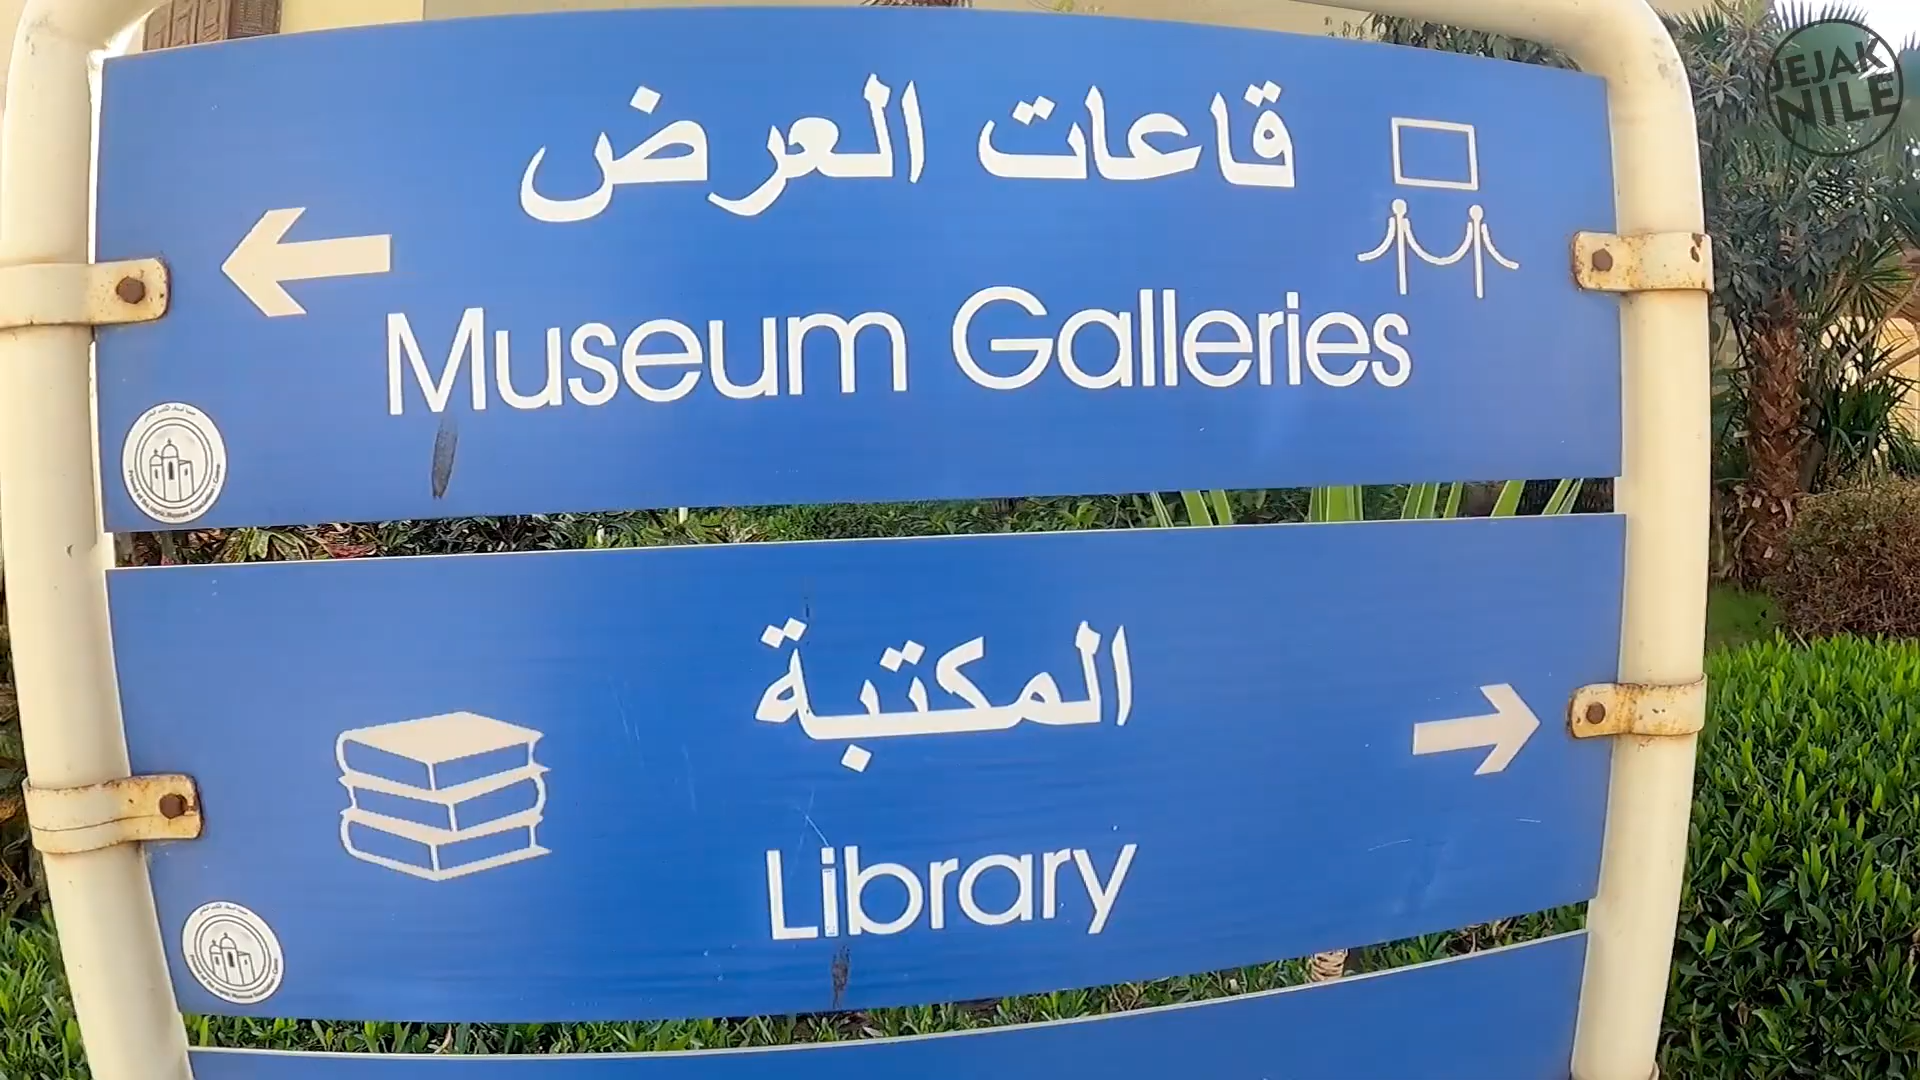 JEJAK
NILE
قاعات العرض
Museum Galleries
المكتبة
Library